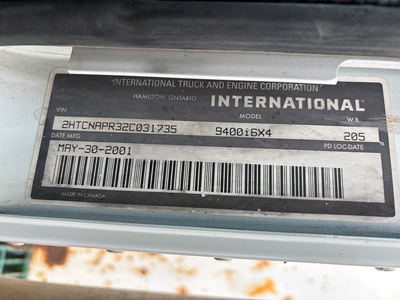 INTERNATIONAL TRUCK AND ENGINE CORPORATION
HAMILTON, ONTARIO INTERNATIONAL
VIN: MODEL W.B.
2HTCNAPR32C031735 9400i6X4 205
DATE MFG PD LOC-DATE
MAY-30-2001
MADE IN CANADA